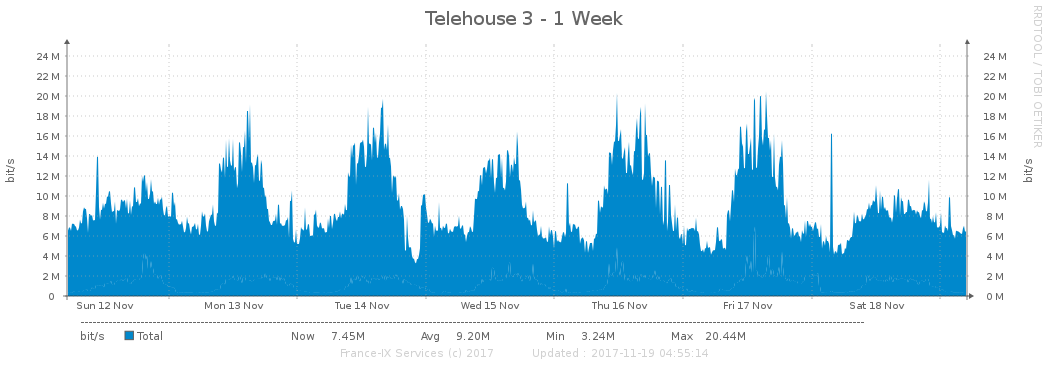 Telehouse 3 - 1 Week
RRDTOOL / TOBI OETIKER
bit/s
24 M 24 M
22 M 22 M
20 M 20 M
18 M 18 M
16 M 16 M
14 M 14 M
12 M 12 M
10 M 10 M
8 M 8 M
6 M 6 M
4 M 4 M
2 M 2 M
0 0 M
bit/s
Sun 12 Nov Mon 13 Nov Tue 14 Nov Wed 15 Nov Thu 16 Nov Fri 17 Nov Sat 18 Nov
bit/s Total Now 7.45M Avg 9.20M Min 3.24M Max 20.44M
France-IX Services (c) 2017 Updated : 2017-11-19 04:55:14